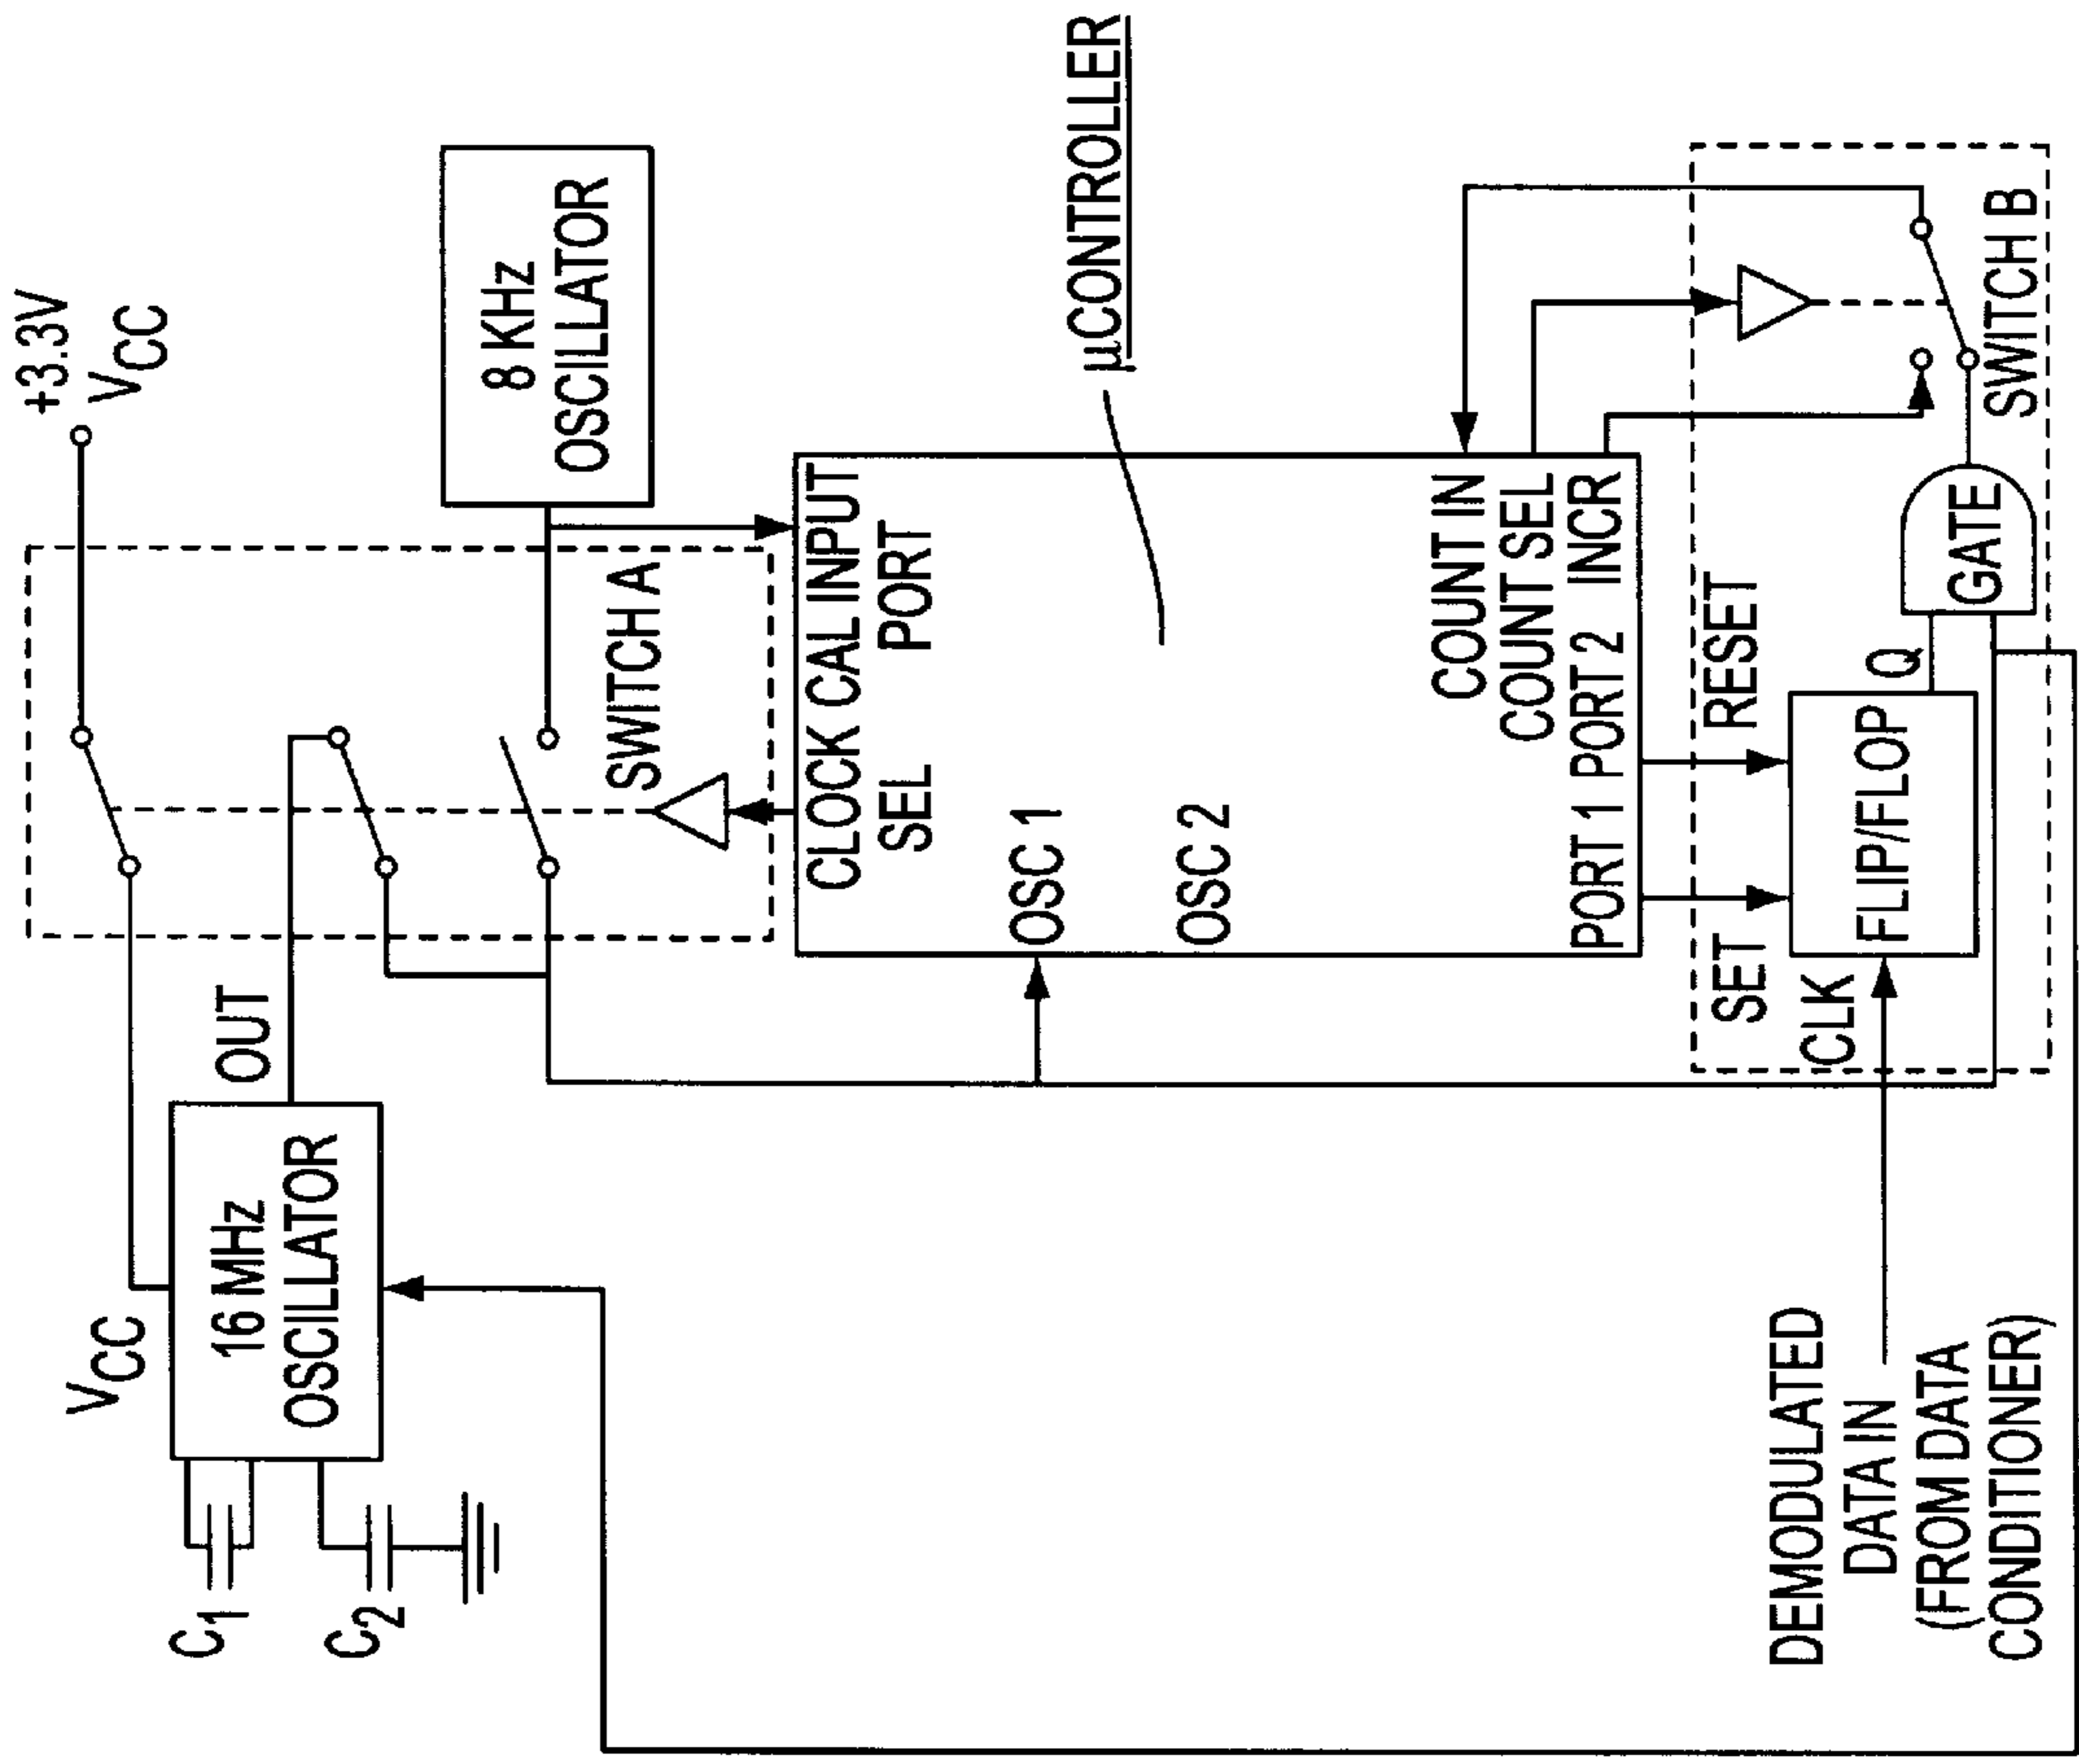 +3.3V
VCC
VCC
16 MHz
OSCILLATOR
OUT
C1
C2
8 KHz
OSCILLATOR
SWITCH A
CLOCK CAL INPUT
SEL PORT
OSC 1
OSC 2
µCONTROLLER
COUNT IN
COUNT SEL
PORT 1 PORT 2 INCR
SET
RESET
CLK
FLIP/FLOP
Q
GATE
SWITCH B
DEMODULATED
DATA IN
(FROM DATA
CONDITIONER)